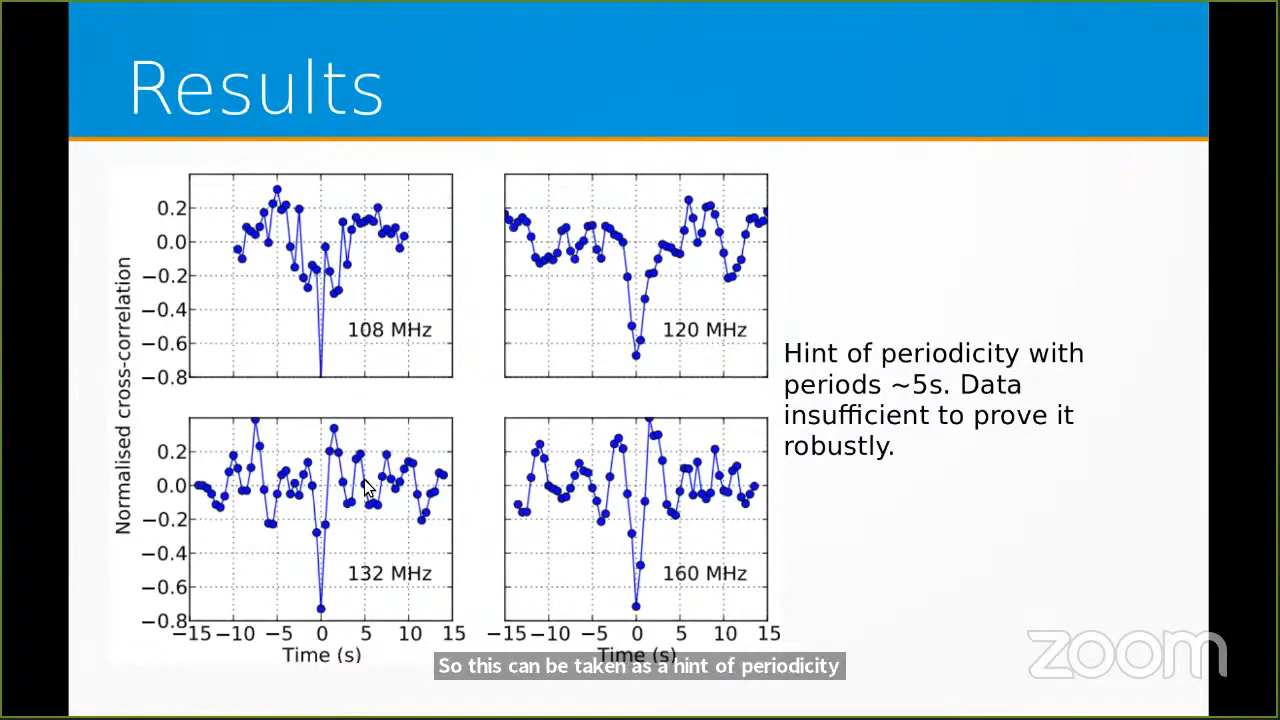 Results
Normalised cross-correlation
0.2
0.0
−0.2
−0.4
−0.6
−0.8
108 MHz
120 MHz
Hint of periodicity with
periods ~5s. Data
insufficient to prove it
robustly.
0.2
0.0
−0.2
−0.4
−0.6
−0.8
132 MHz
160 MHz
−15 −10 −5 0 5 10 15
−15 −10 −5 0 5 10 15
Time (s)
Time (s)
So this can be taken as a hint of periodicity
zoom